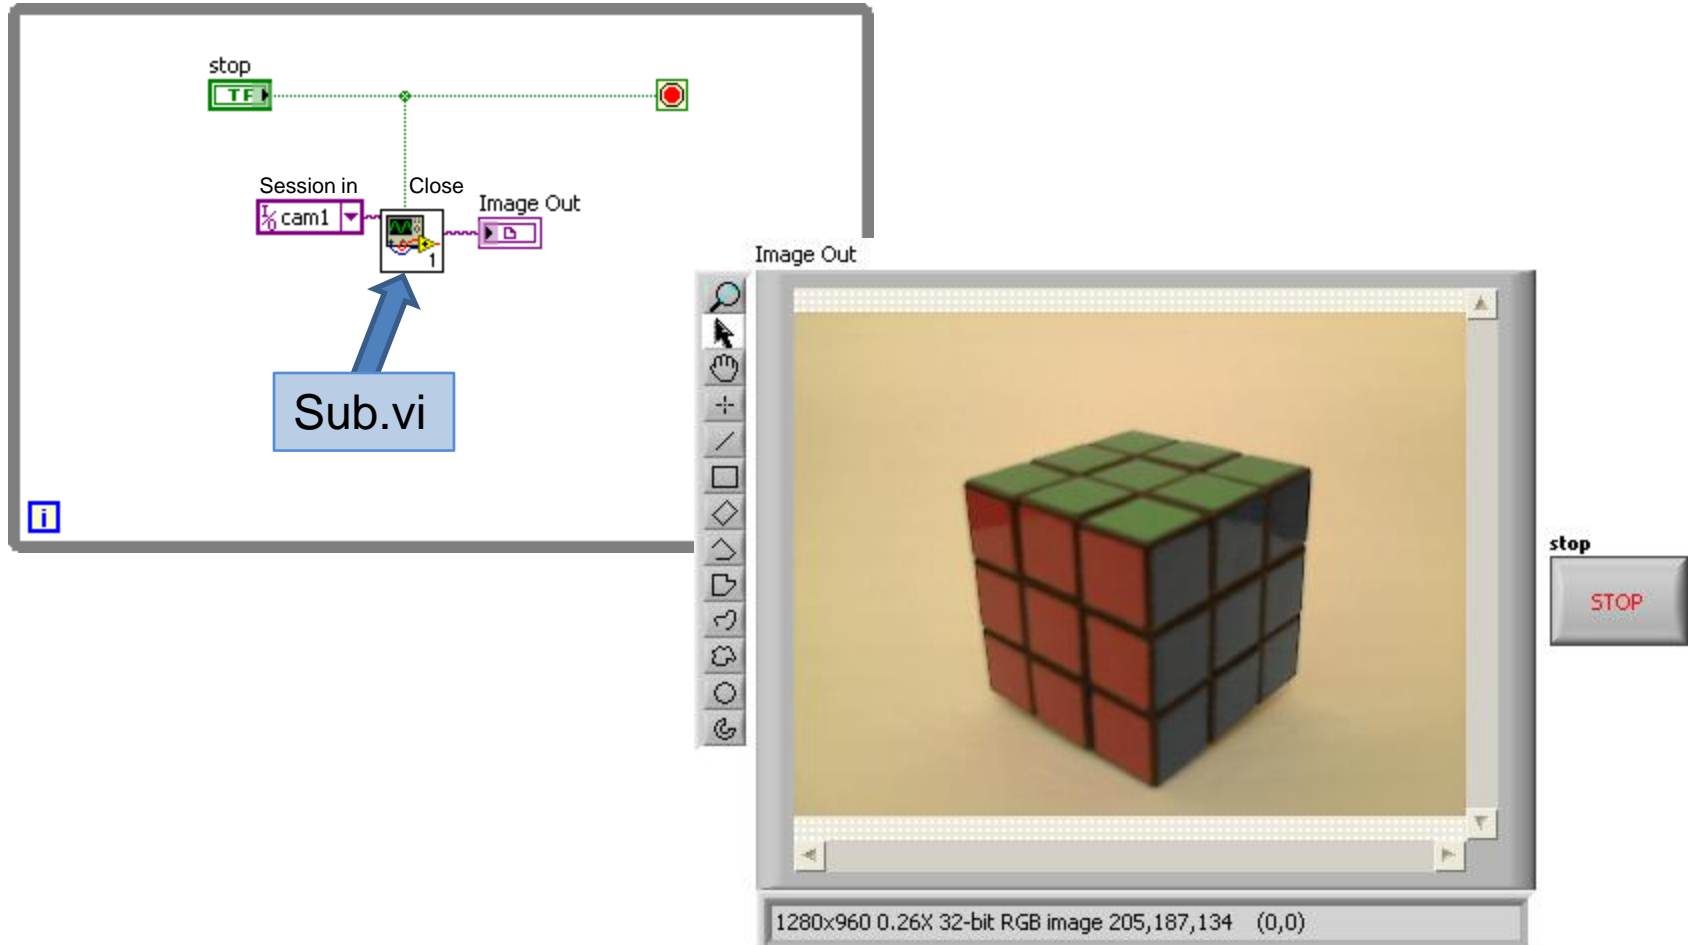 stop
TF
Session in
Close
Image Out
I/O cam1
1
Sub.vi
i
Image Out
stop
STOP
1280x960 0.26X 32-bit RGB image 205,187,134 (0,0)